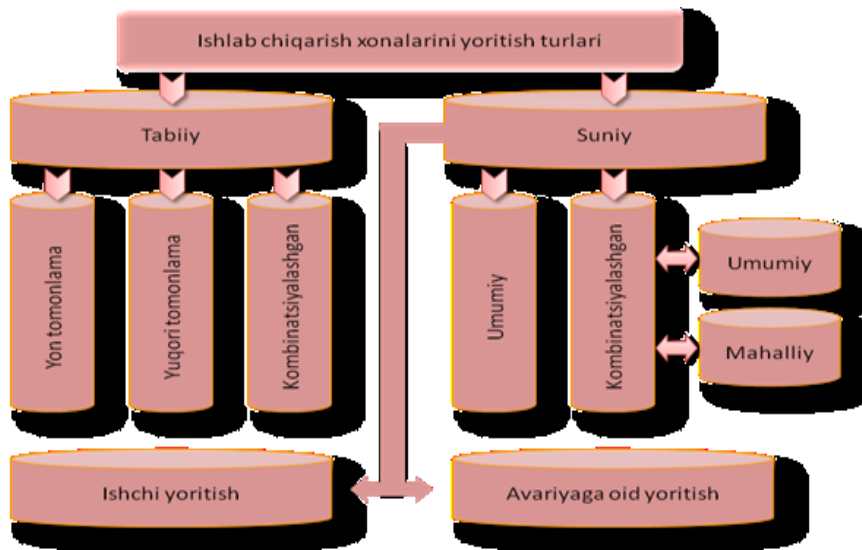 Ishlab chiqarish xonalarini yoritish turlari
Tabiiy
Suniy
Yon tomonlama
Yuqori tomonlama
Kombinatsiyalashgan
Umumiy
Kombinatsiyalashgan
Umumiy
Mahalliy
Ishchi yoritish
Avariyaga oid yoritish